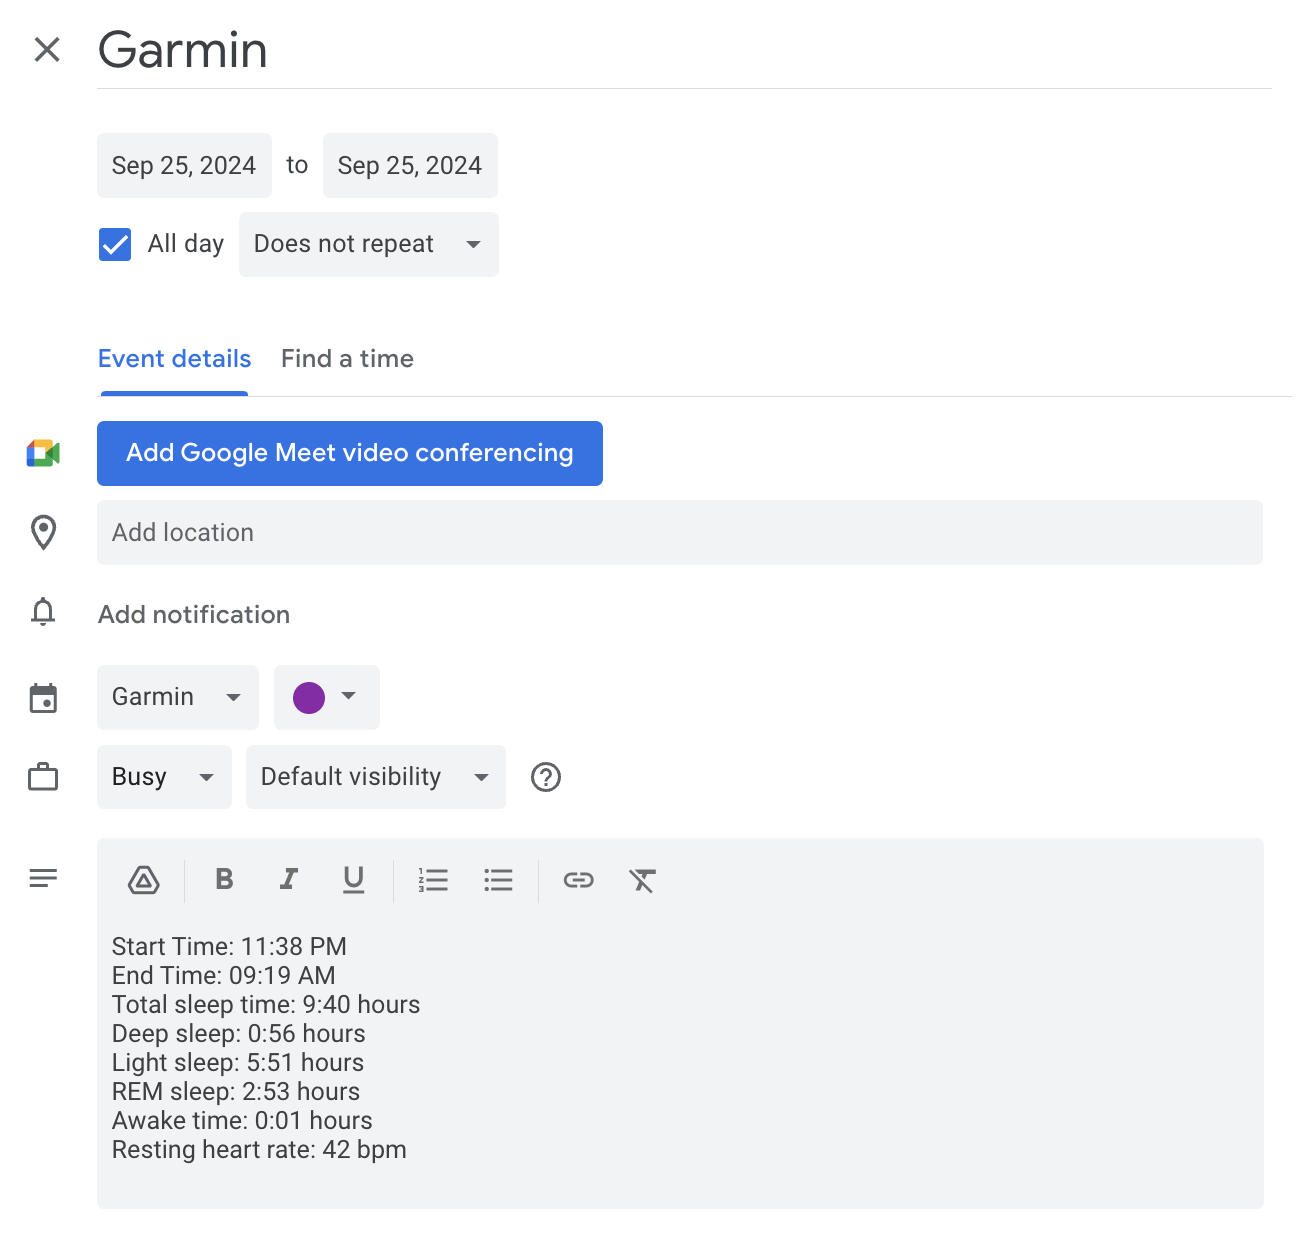 Garmin
Sep 25, 2024 to Sep 25, 2024
All day Does not repeat
Event details Find a time
Add Google Meet video conferencing
Add location
Add notification
Garmin
Busy Default visibility
B I U
Start Time: 11:38 PM
End Time: 09:19 AM
Total sleep time: 9:40 hours
Deep sleep: 0:56 hours
Light sleep: 5:51 hours
REM sleep: 2:53 hours
Awake time: 0:01 hours
Resting heart rate: 42 bpm